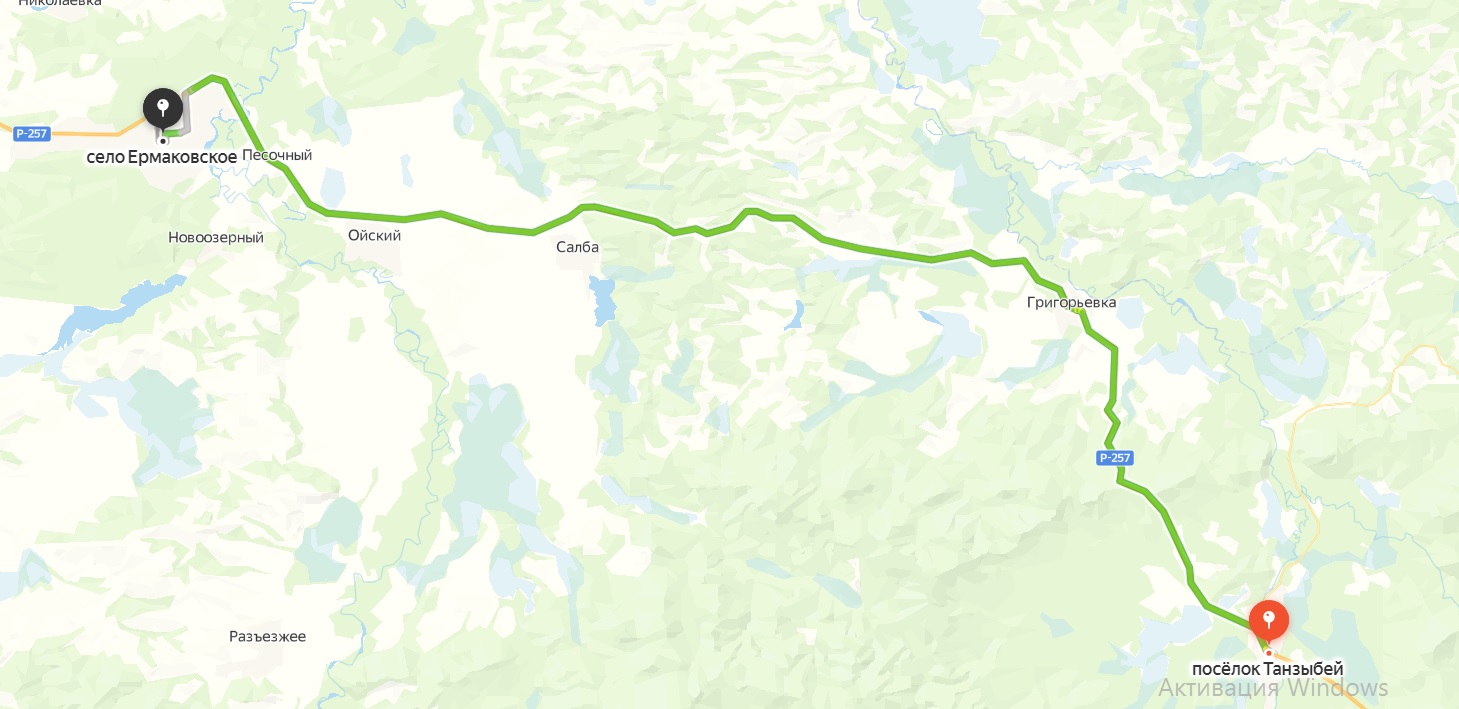 Николаевка
Р-257
село Ермаковское
Песочный
Новоозерный
Ойский
Салба
Григорьевка
Р-257
Разъезжее
посёлок Танзыбей
Активация Windows